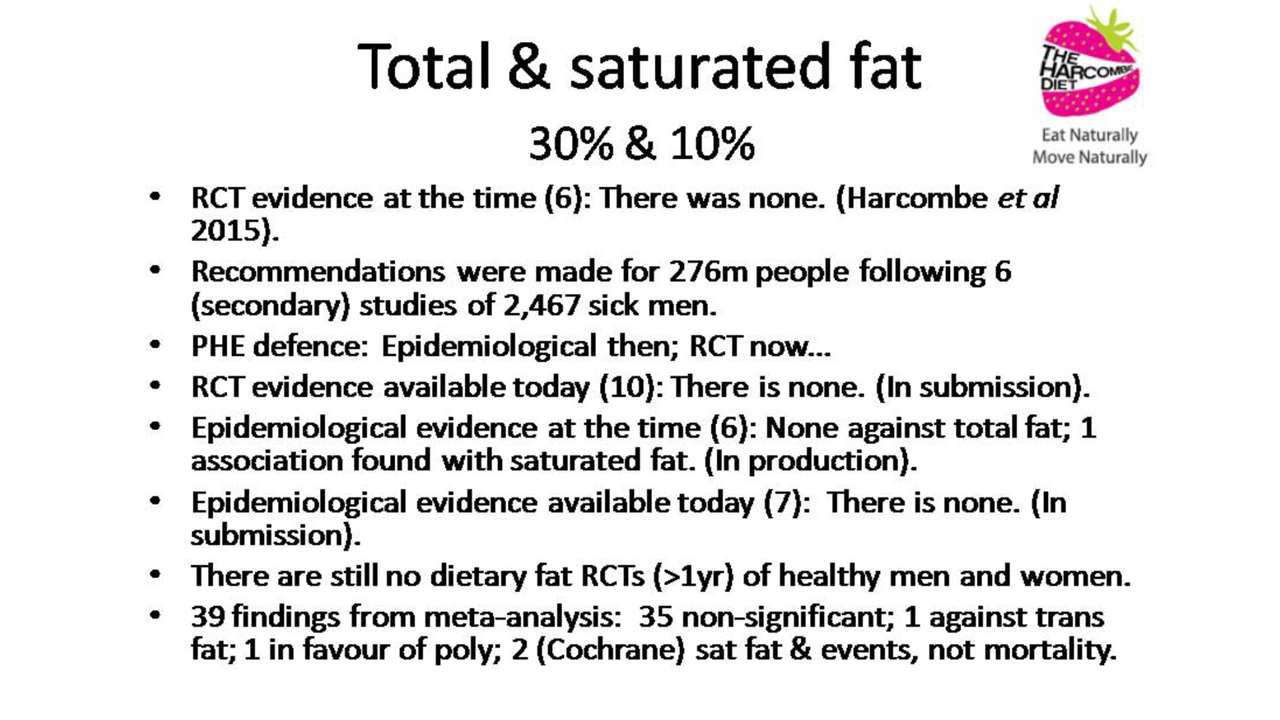 Total & saturated fat
THE
HARCOMBE
DIET
Eat Naturally
Move Naturally
30% & 10%
• RCT evidence at the time (6): There was none. (Harcombe et al
2015).
• Recommendations were made for 276m people following 6
(secondary) studies of 2,467 sick men.
• PHE defence: Epidemiological then; RCT now...
• RCT evidence available today (10): There is none. (In submission).
• Epidemiological evidence at the time (6): None against total fat; 1
association found with saturated fat. (In production).
• Epidemiological evidence available today (7): There is none. (In
submission).
• There are still no dietary fat RCTs (>1yr) of healthy men and women.
• 39 findings from meta-analysis: 35 non-significant; 1 against trans
fat; 1 in favour of poly; 2 (Cochrane) sat fat & events, not mortality.